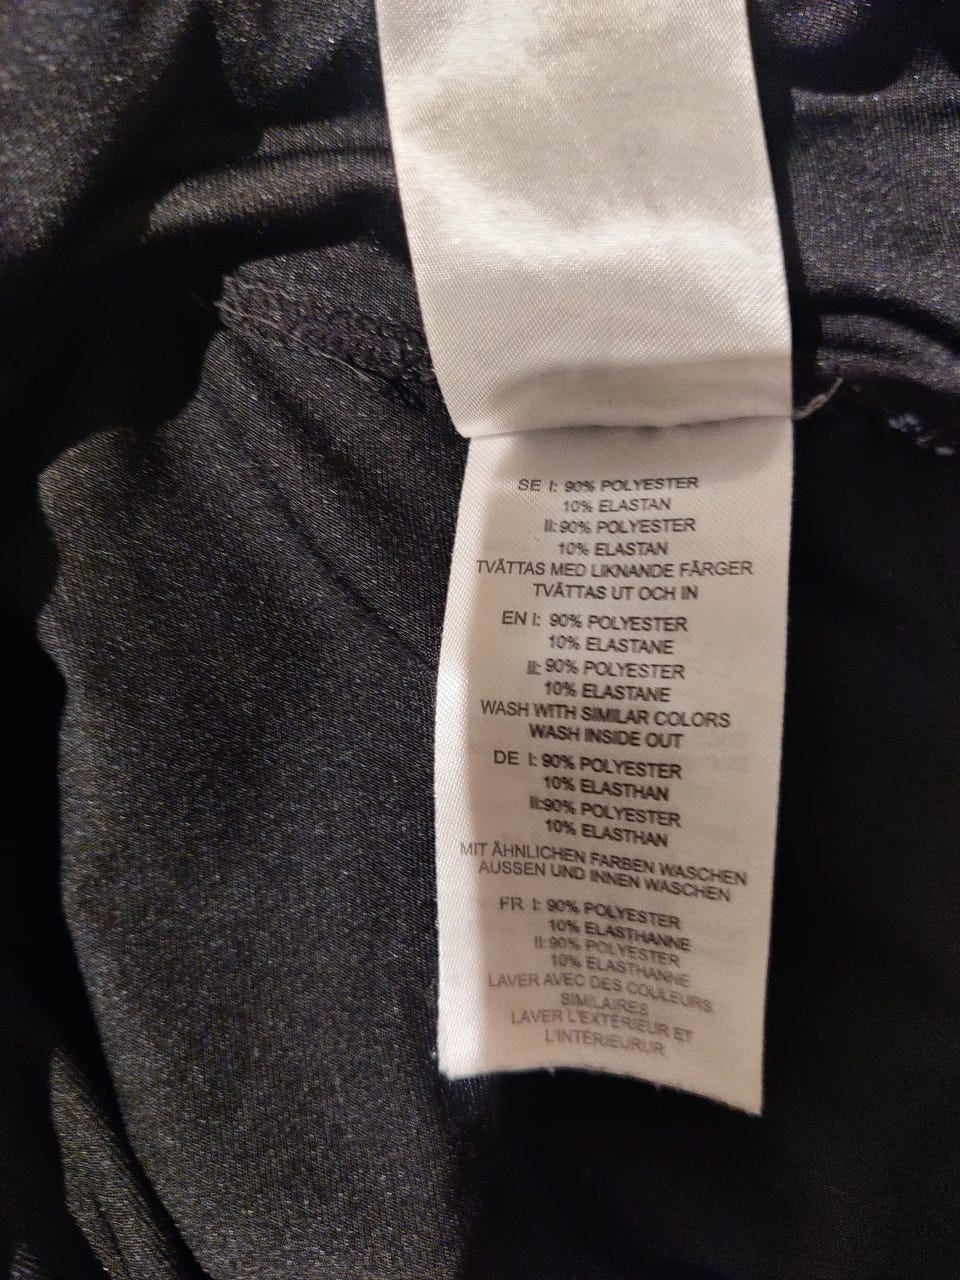 SE I: 90% POLYESTER
10% ELASTAN
II: 90% POLYESTER
10% ELASTAN
TVÄTTAS MED LIKNANDE FÄRGER
TVÄTTAS UT OCH IN
EN I: 90% POLYESTER
10% ELASTANE
II: 90% POLYESTER
10% ELASTANE
WASH WITH SIMILAR COLORS
WASH INSIDE OUT
DE I: 90% POLYESTER
10% ELASTHAN
II:90% POLYESTER
10% ELASTHAN
MIT ÄHNLICHEN FARBEN WASCHEN
AUSSEN UND INNEN WASCHEN
FR I: 90% POLYESTER
10% ELASTHANNE
II: 90% POLYESTER
10% ELASTHANNE
LAVER AVEC DES COULEURS
SIMILAIRES
LAVER L'EXTÉRIEUR ET
L'INTÉRIEURUR